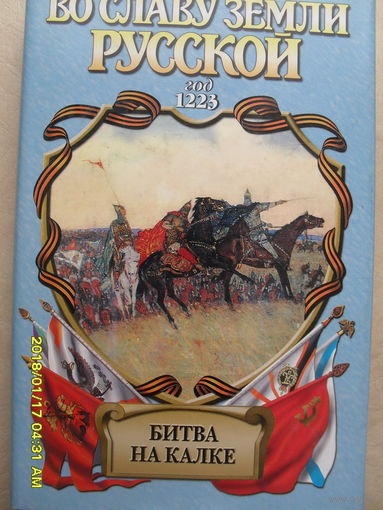 ВО СЛАВУ ЗЕМЛИ
РУССКОЙ
год
1223
БИТВА
НА КАЛКЕ
2018/01/17 04:31 AM